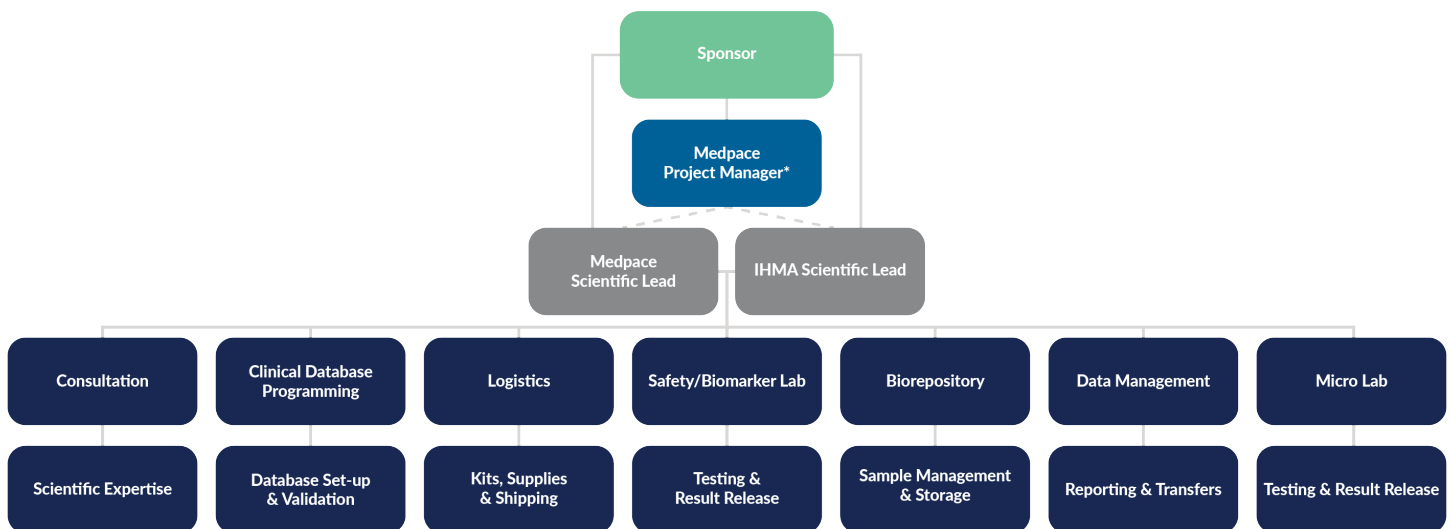 Sponsor
Medpace
Project Manager*
Medpace
Scientific Lead
IHMA Scientific Lead
Consultation
Clinical Database
Programming
Logistics
Safety/Biomarker Lab
Biorepository
Data Management
Micro Lab
Scientific Expertise
Database Set-up
& Validation
Kits, Supplies
& Shipping
Testing &
Result Release
Sample Management
& Storage
Reporting & Transfers
Testing & Result Release